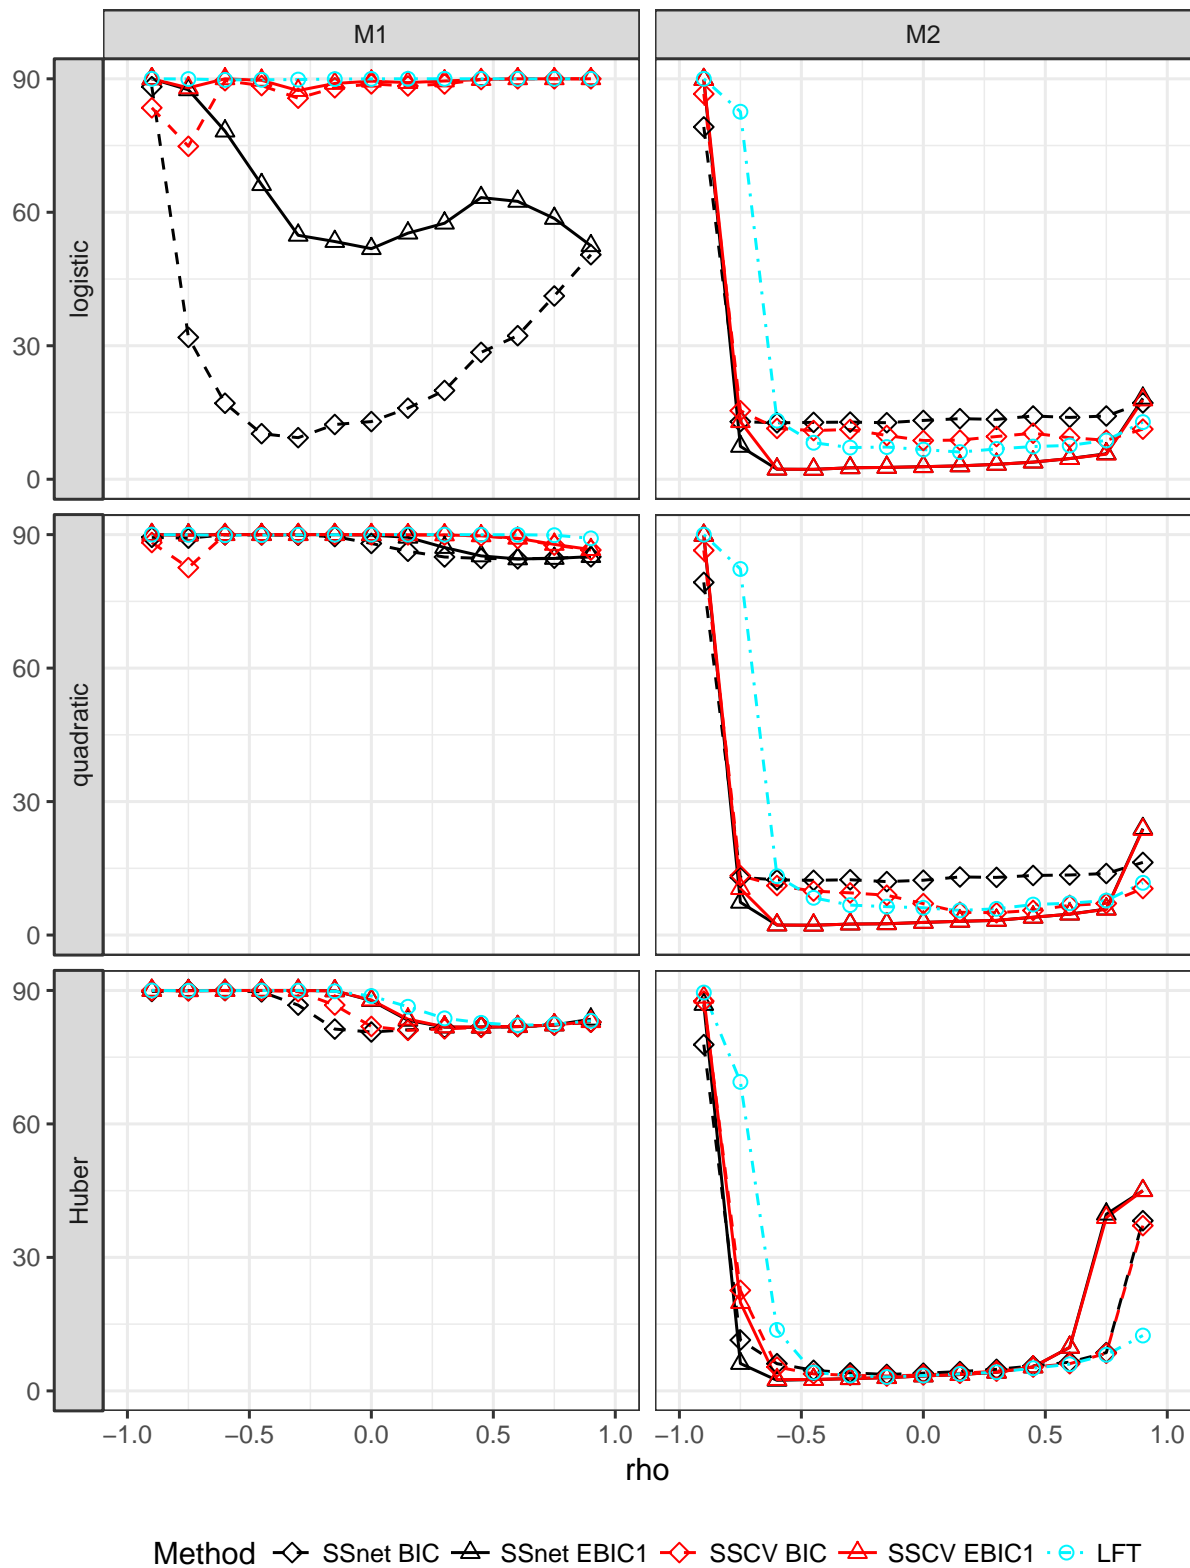 M1 M2
logistic
90
60
30
0
quadratic
90
60
30
0
Huber
90
60
30
0
−1.0 −0.5 0.0 0.5 1.0 −1.0 −0.5 0.0 0.5 1.0
rho
Method SSnet BIC SSnet EBIC1 SSCV BIC SSCV EBIC1 LFT